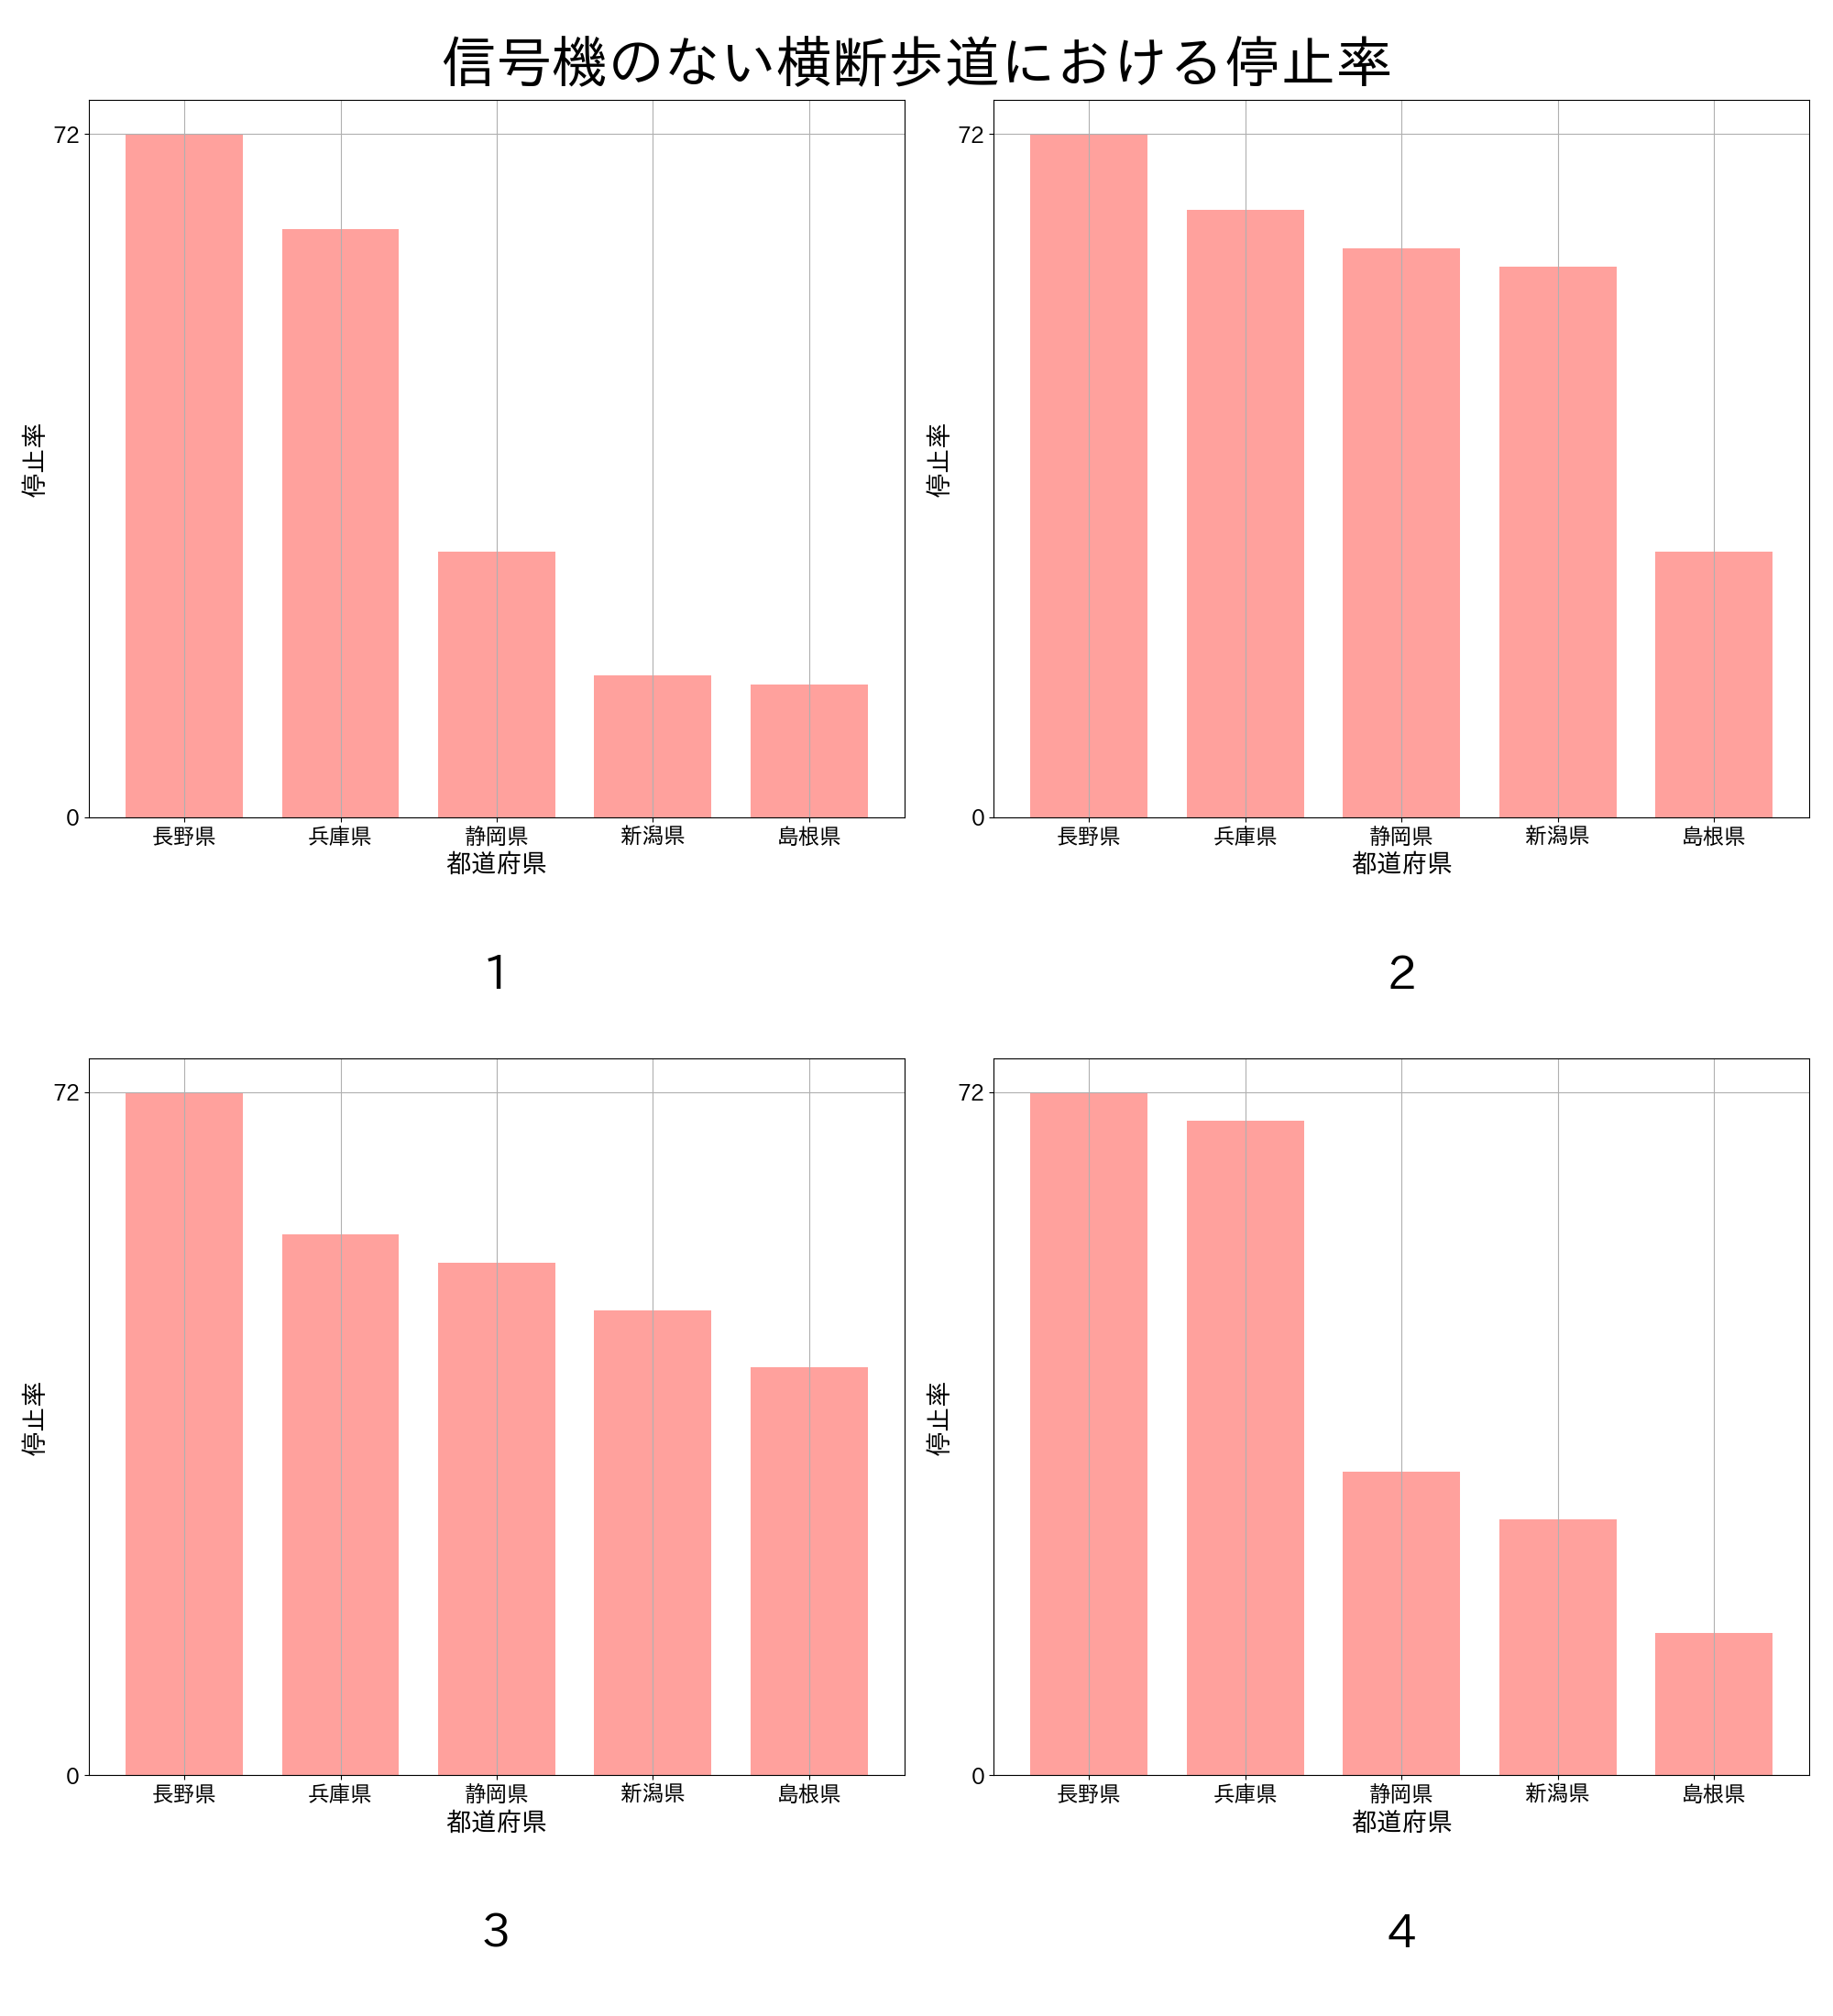 信号機のない横断歩道における停止率
72
0
停止率
長野県 兵庫県 静岡県 新潟県 島根県
都道府県
1
72
0
停止率
長野県 兵庫県 静岡県 新潟県 島根県
都道府県
2
72
0
停止率
長野県 兵庫県 静岡県 新潟県 島根県
都道府県
3
72
0
停止率
長野県 兵庫県 静岡県 新潟県 島根県
都道府県
4